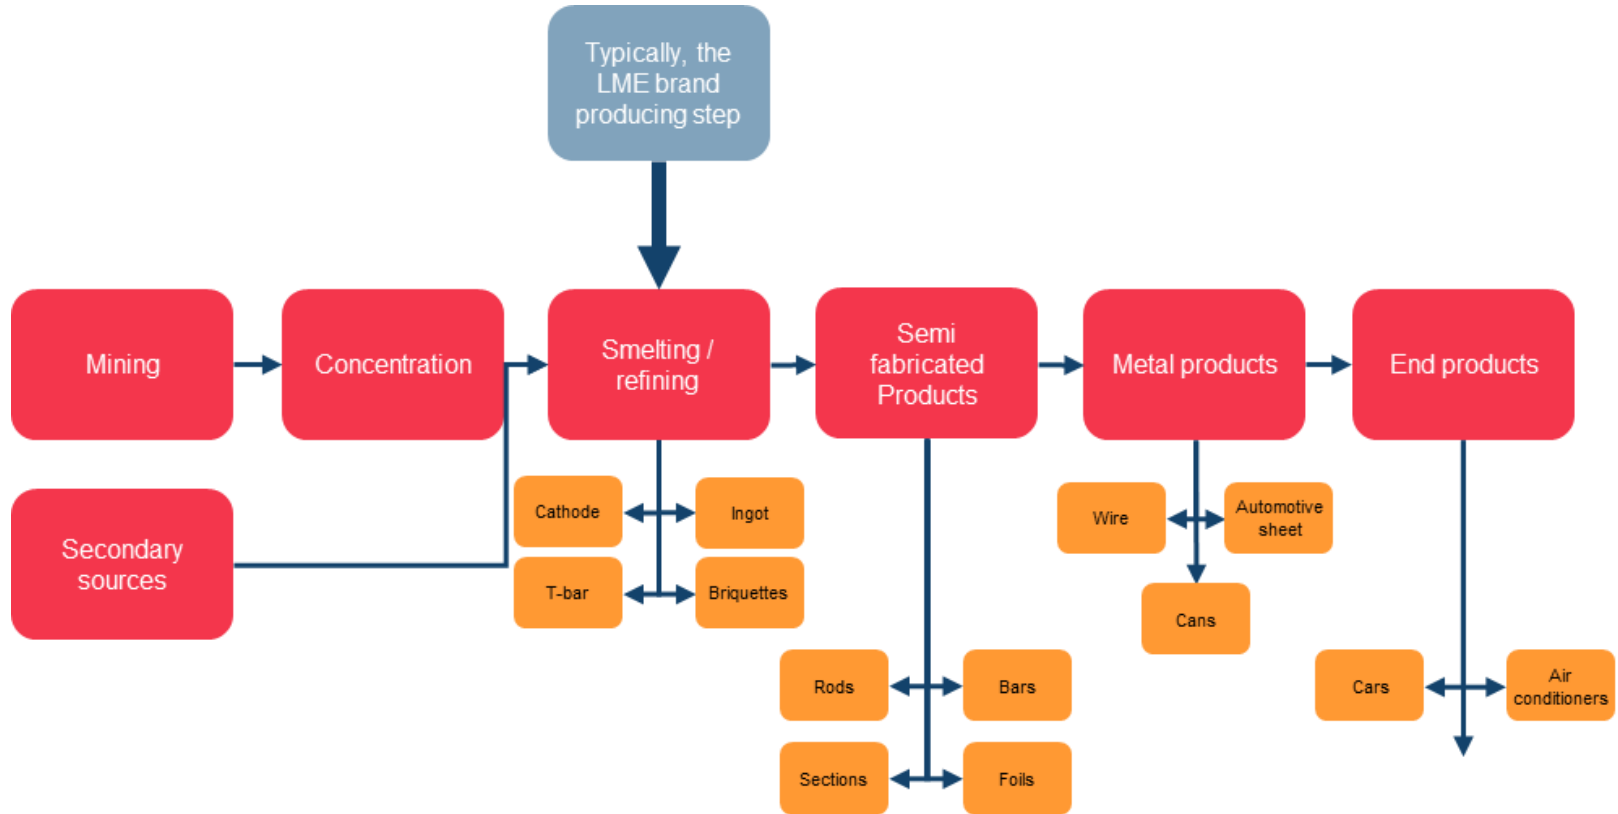 Typically, the
LME brand
producing step
Mining
Concentration
Smelting /
refining
Semi
fabricated
Products
Metal products
End products
Secondary
sources
Cathode
Ingot
T-bar
Briquettes
Rods
Bars
Sections
Foils
Wire
Automotive
sheet
Cans
Cars
Air
conditioners